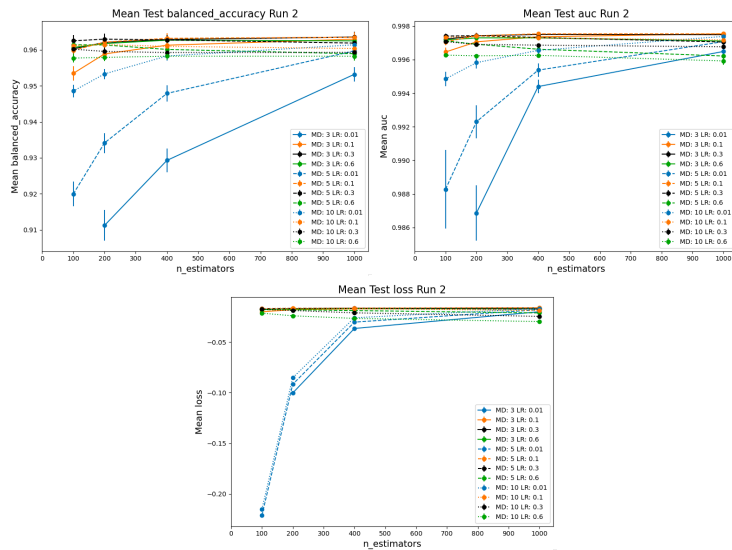 Mean Test balanced_accuracy Run 2
Mean balanced_accuracy
0.96
0.95
0.94
0.93
0.92
0.91
0
100
200
300
400
500
600
700
800
900
1000
n_estimators
MD: 3 LR: 0.01
MD: 3 LR: 0.1
MD: 3 LR: 0.3
MD: 3 LR: 0.6
MD: 5 LR: 0.01
MD: 5 LR: 0.1
MD: 5 LR: 0.3
MD: 5 LR: 0.6
MD: 10 LR: 0.01
MD: 10 LR: 0.1
MD: 10 LR: 0.3
MD: 10 LR: 0.6
Mean Test auc Run 2
Mean auc
0.998
0.996
0.994
0.992
0.990
0.988
0.986
0
100
200
300
400
500
600
700
800
900
1000
n_estimators
MD: 3 LR: 0.01
MD: 3 LR: 0.1
MD: 3 LR: 0.3
MD: 3 LR: 0.6
MD: 5 LR: 0.01
MD: 5 LR: 0.1
MD: 5 LR: 0.3
MD: 5 LR: 0.6
MD: 10 LR: 0.01
MD: 10 LR: 0.1
MD: 10 LR: 0.3
MD: 10 LR: 0.6
Mean Test loss Run 2
Mean loss
−0.05
−0.10
−0.15
−0.20
0
100
200
300
400
500
600
700
800
900
1000
n_estimators
MD: 3 LR: 0.01
MD: 3 LR: 0.1
MD: 3 LR: 0.3
MD: 3 LR: 0.6
MD: 5 LR: 0.01
MD: 5 LR: 0.1
MD: 5 LR: 0.3
MD: 5 LR: 0.6
MD: 10 LR: 0.01
MD: 10 LR: 0.1
MD: 10 LR: 0.3
MD: 10 LR: 0.6